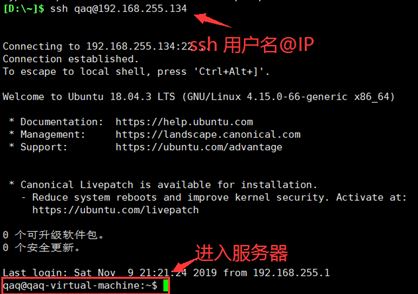 [D:\~]$ ssh qaq@192.168.255.134
ssh 用户名@IP
Connecting to 192.168.255.134:22...
Connection established.
To escape to local shell, press 'Ctrl+Alt+]'.
Welcome to Ubuntu 18.04.3 LTS (GNU/Linux 4.15.0-66-generic x86_64)
* Documentation: https://help.ubuntu.com
* Management: https://landscape.canonical.com
* Support: https://ubuntu.com/advantage
* Canonical Livepatch is available for installation.
- Reduce system reboots and improve kernel security. Activate at:
https://ubuntu.com/livepatch
0 个可升级软件包。
0 个安全更新。
进入服务器
Last login: Sat Nov 9 21:21:24 2019 from 192.168.255.1
qaq@qaq-virtual-machine:~$